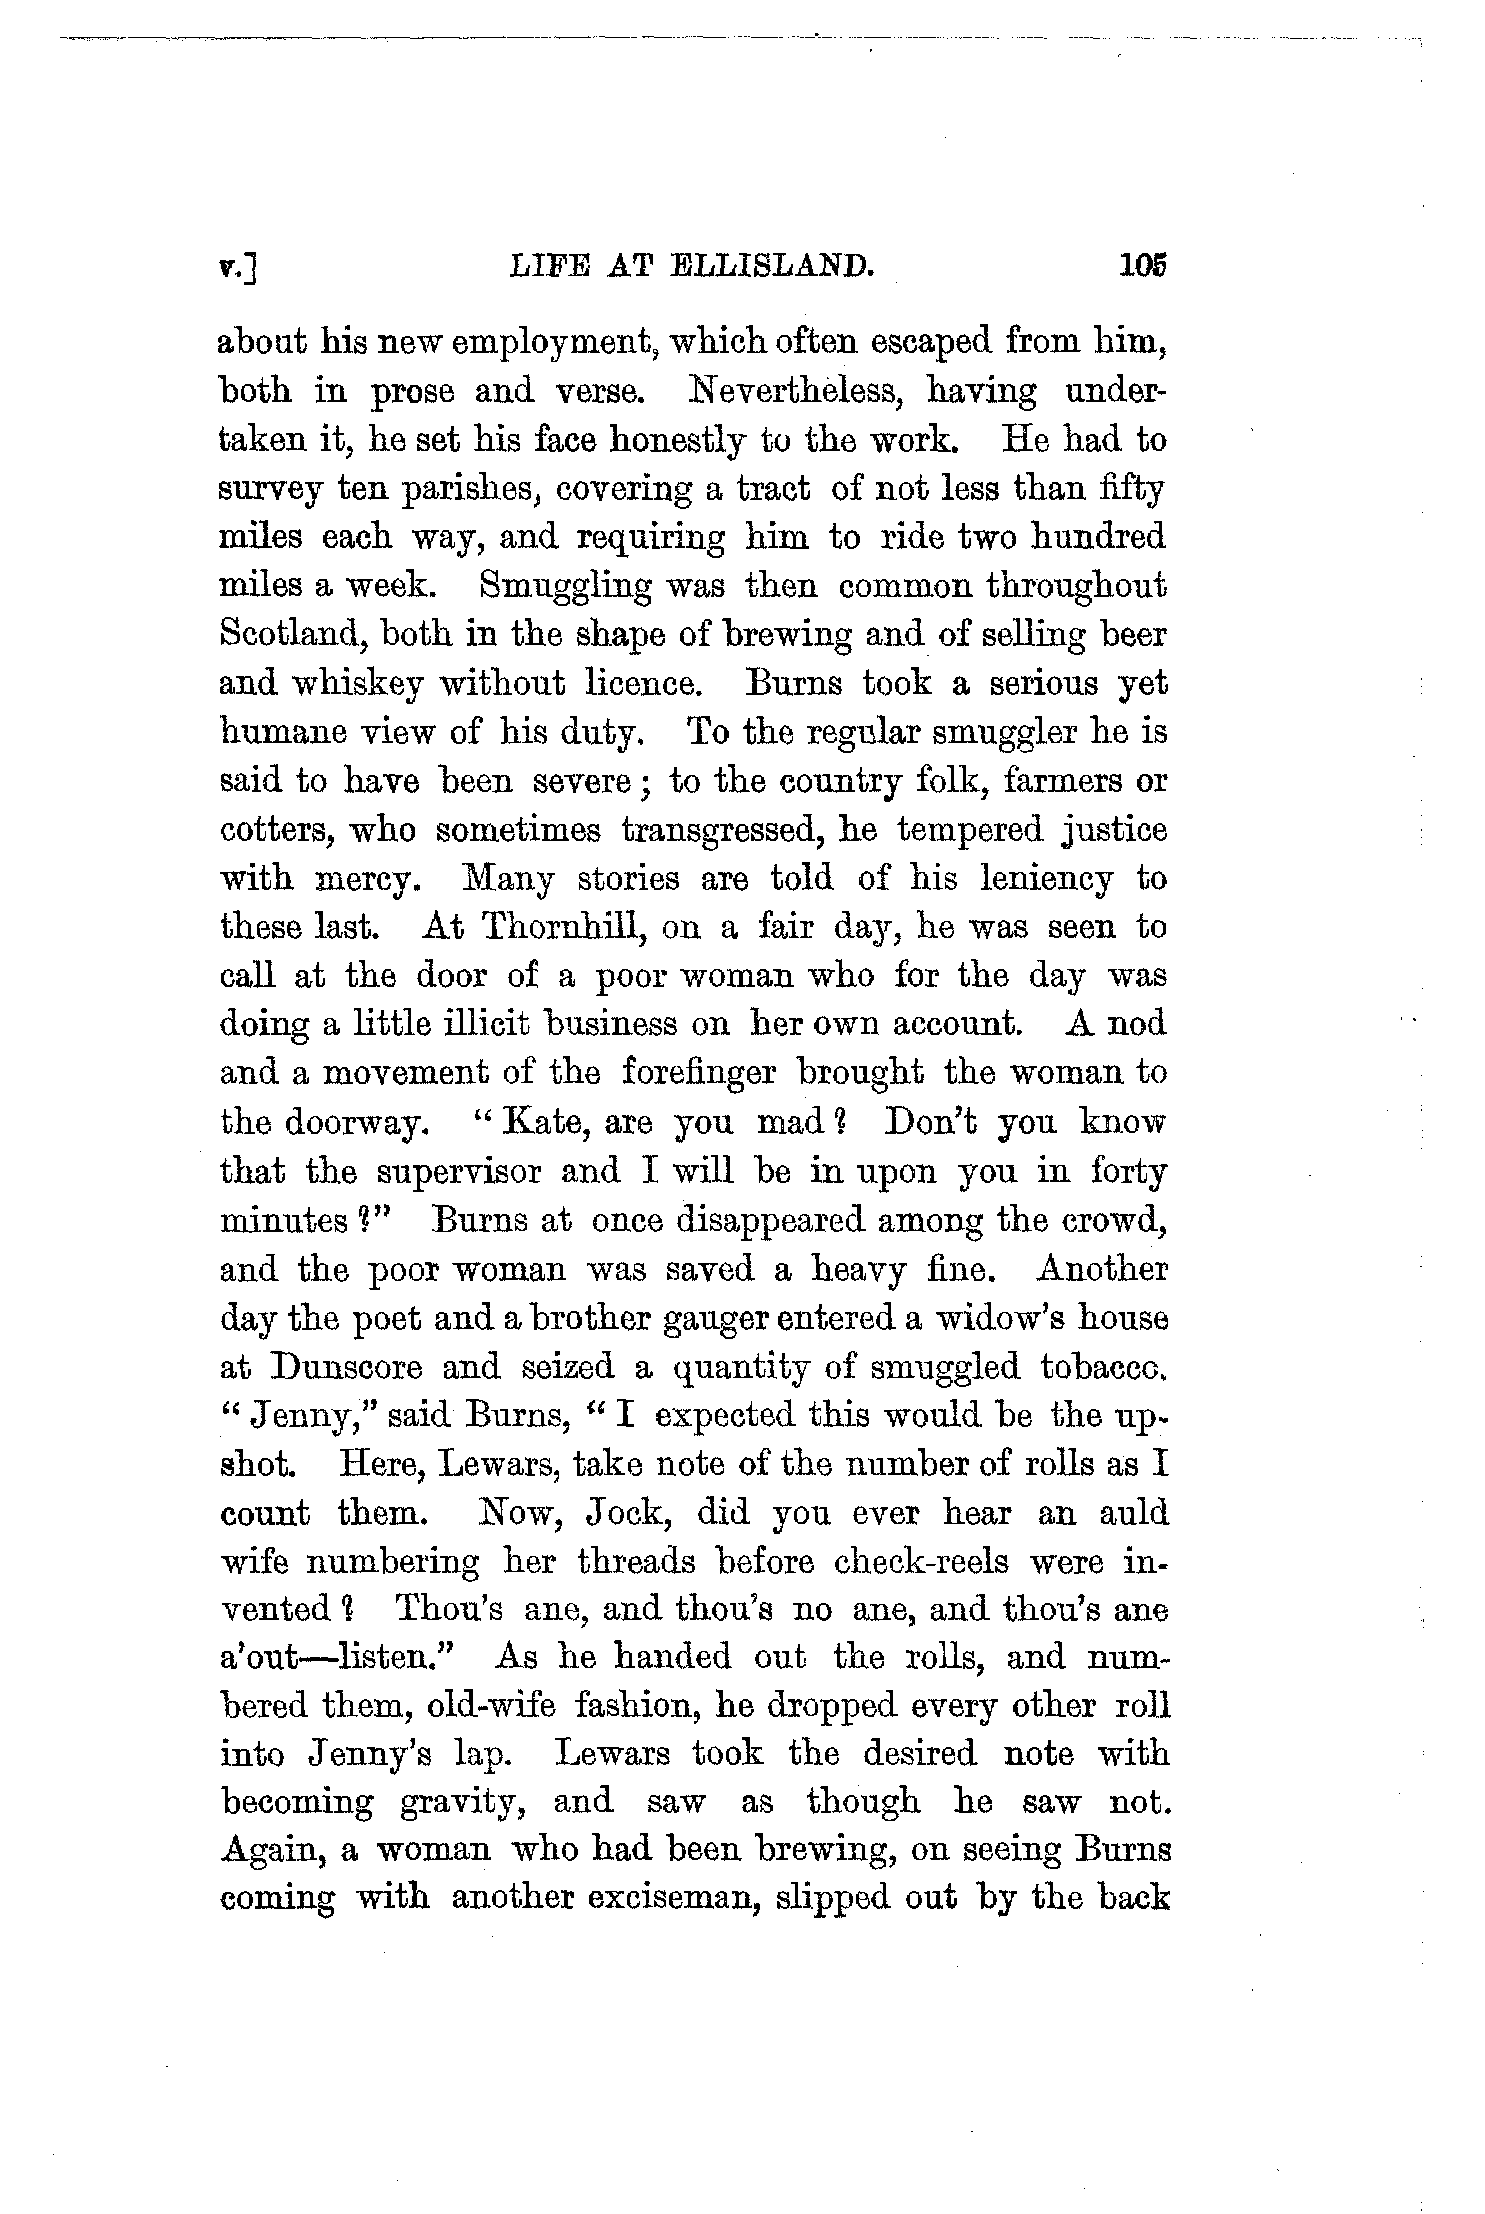 v.] LIFE AT ELLISLAND. 105
about his new employment, which often escaped from him,
both in prose and verse. Nevertheless, having under-
taken it, he set his face honestly to the work. He had to
survey ten parishes, covering a tract of not less than fifty
miles each way, and requiring him to ride two hundred
miles a week. Smuggling was then common throughout
Scotland, both in the shape of brewing and of selling beer
and whiskey without licence. Burns took a serious yet
humane view of his duty. To the regular smuggler he is
said to have been severe; to the country folk, farmers or
cotters, who sometimes transgressed, he tempered justice
with mercy. Many stories are told of his leniency to
these last. At Thornhill, on a fair day, he was seen to
call at the door of a poor woman who for the day was
doing a little illicit business on her own account. A nod
and a movement of the forefinger brought the woman to
the doorway. "Kate, are you mad? Don't you know
that the supervisor and I will be in upon you in forty
minutes?" Burns at once disappeared among the crowd,
and the poor woman was saved a heavy fine. Another
day the poet and a brother gauger entered a widow's house
at Dunscore and seized a quantity of smuggled tobacco.
"Jenny," said Burns, "I expected this would be the up-
shot. Here, Lewars, take note of the number of rolls as I
count them. Now, Jock, did you ever hear an auld
wife numbering her threads before check-reels were in-
vented? Thou's ane, and thou's no ane, and thou's ane
a'out—listen." As he handed out the rolls, and num-
bered them, old-wife fashion, he dropped every other roll
into Jenny's lap. Lewars took the desired note with
becoming gravity, and saw as though he saw not.
Again, a woman who had been brewing, on seeing Burns
coming with another exciseman, slipped out by the back